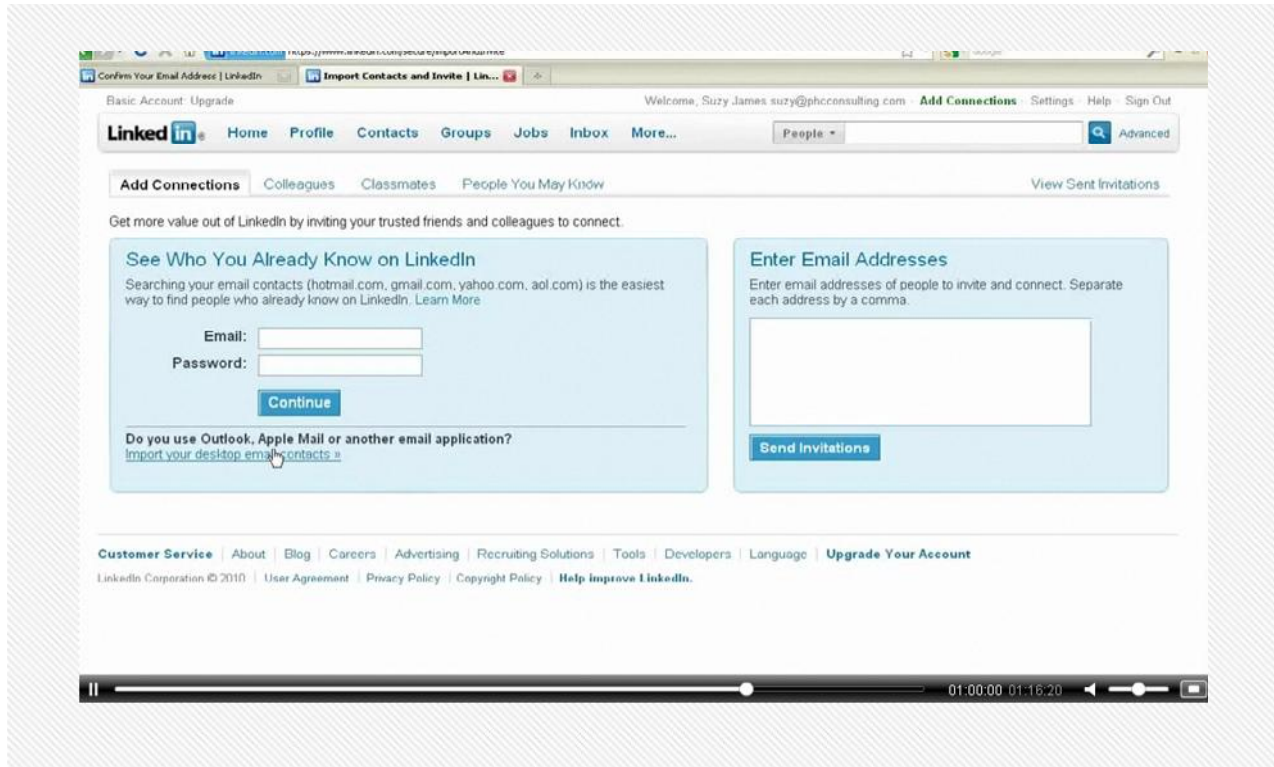 Confirm Your Email Address | LinkedIn Import Contacts and Invite | Lin...
Basic Account: Upgrade Welcome, Suzy James suzy@phcconsulting.com · Add Connections · Settings · Help · Sign Out
Linked in Home Profile Contacts Groups Jobs Inbox More... People Advanced
Add Connections Colleagues Classmates People You May Know View Sent Invitations
Get more value out of LinkedIn by inviting your trusted friends and colleagues to connect.
See Who You Already Know on LinkedIn
Searching your email contacts (hotmail.com, gmail.com, yahoo.com, aol.com) is the easiest
way to find people who already know on LinkedIn. Learn More
Email:
Password:
Continue
Do you use Outlook, Apple Mail or another email application?
Import your desktop email contacts »
Enter Email Addresses
Enter email addresses of people to invite and connect. Separate
each address by a comma.
Send Invitations
Customer Service | About | Blog | Careers | Advertising | Recruiting Solutions | Tools | Developers | Language | Upgrade Your Account
LinkedIn Corporation © 2010 | User Agreement | Privacy Policy | Copyright Policy | Help improve LinkedIn.
01:00:00 01:16:20